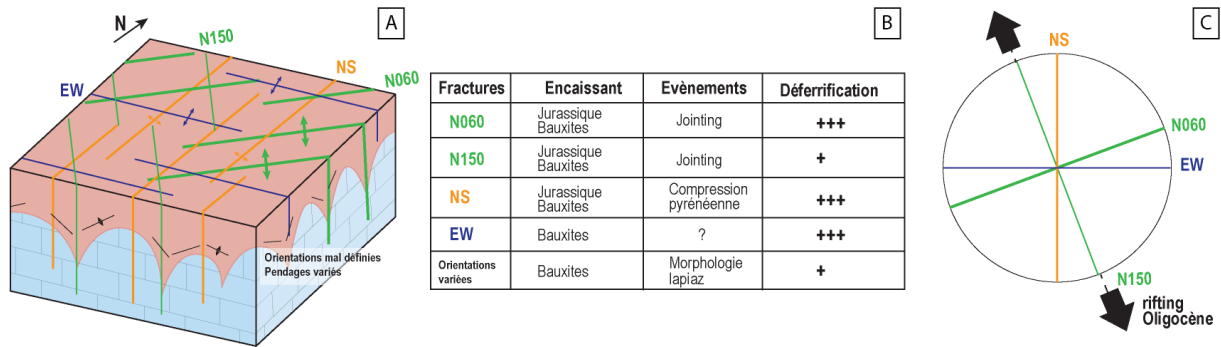 N
A
N150
NS
N060
EW
Orientations mal définies
Pendages variés
B
Fractures Encaissant Evènements Déferrification
N060 Jurassique Bauxites Jointing +++
N150 Jurassique Bauxites Jointing +
NS Jurassique Bauxites Compression pyrénéenne +++
EW Bauxites ? +++
Orientations variées Bauxites Morphologie lapiaz +
C
NS
N060
EW
N150
rifting
Oligocène